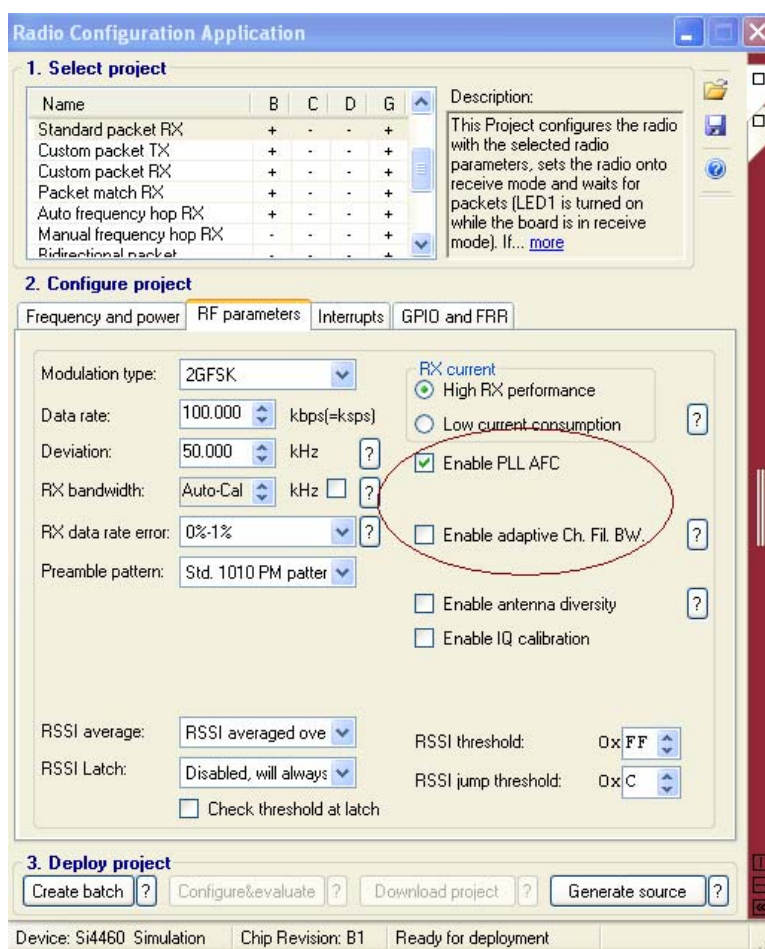 Radio Configuration Application
1. Select project
Name B C D G
Standard packet RX + - - +
Custom packet TX + - - +
Custom packet RX + - - +
Packet match RX + - - +
Auto frequency hop RX + - - +
Manual frequency hop RX - - - +
Bidirectional packet - - - +
Description:
This Project configures the radio
with the selected radio
parameters, sets the radio onto
receive mode and waits for
packets (LED1 is turned on
while the board is in receive
mode). If... more
2. Configure project
Frequency and power RF parameters Interrupts GPIO and FRR
Modulation type: 2GFSK
Data rate: 100.000 kbps(=ksps)
Deviation: 50.000 kHz ?
RX bandwidth: Auto-Cal kHz ?
RX data rate error: 0%-1% ?
Preamble pattern: Std. 1010 PM patter
RX current
High RX performance
Low current consumption ?
Enable PLL AFC
Enable adaptive Ch. Fil. BW. ?
Enable antenna diversity ?
Enable IQ calibration
RSSI average: RSSI averaged ove
RSSI Latch: Disabled, will always
Check threshold at latch
RSSI threshold: 0x FF
RSSI jump threshold: 0x C
3. Deploy project
Create batch ? Configure&evaluate ? Download project ? Generate source ?
Device: Si4460 Simulation Chip Revision: B1 Ready for deployment